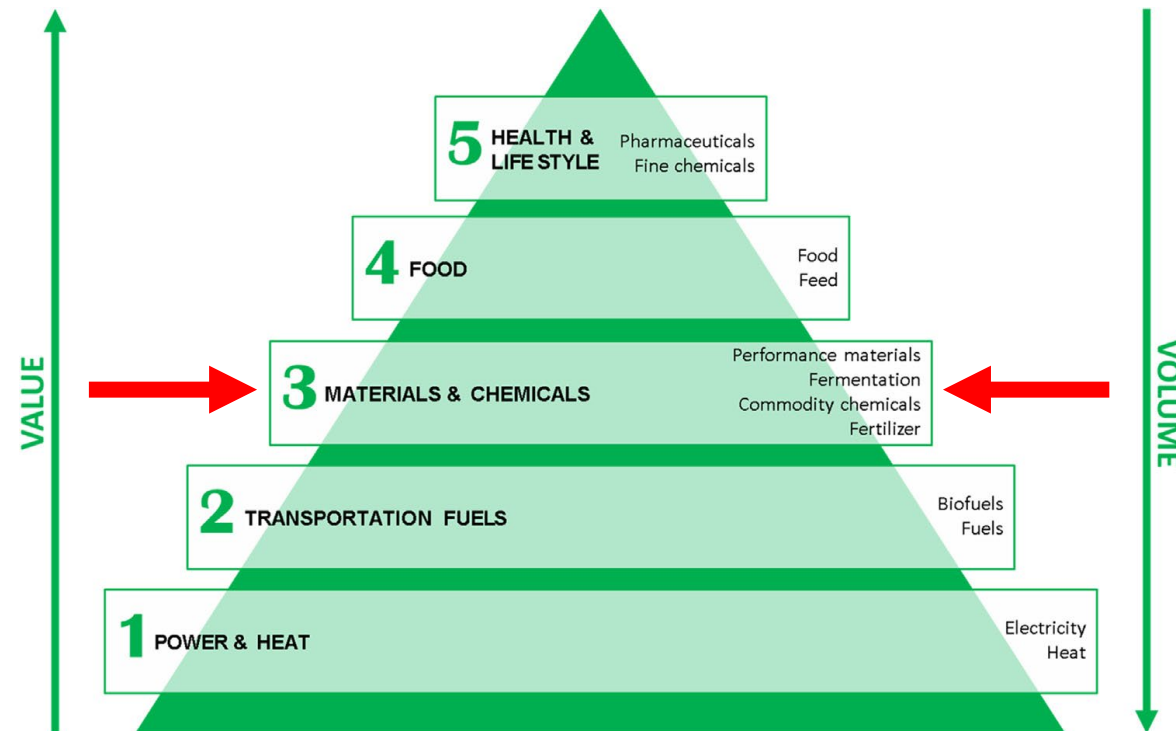 5
HEALTH &
LIFE STYLE
Pharmaceuticals
Fine chemicals
4 FOOD
Food
Feed
VALUE
3 MATERIALS & CHEMICALS
Performance materials
Fermentation
Commodity chemicals
Fertilizer
VOLUME
2 TRANSPORTATION FUELS
Biofuels
Fuels
1 POWER & HEAT
Electricity
Heat